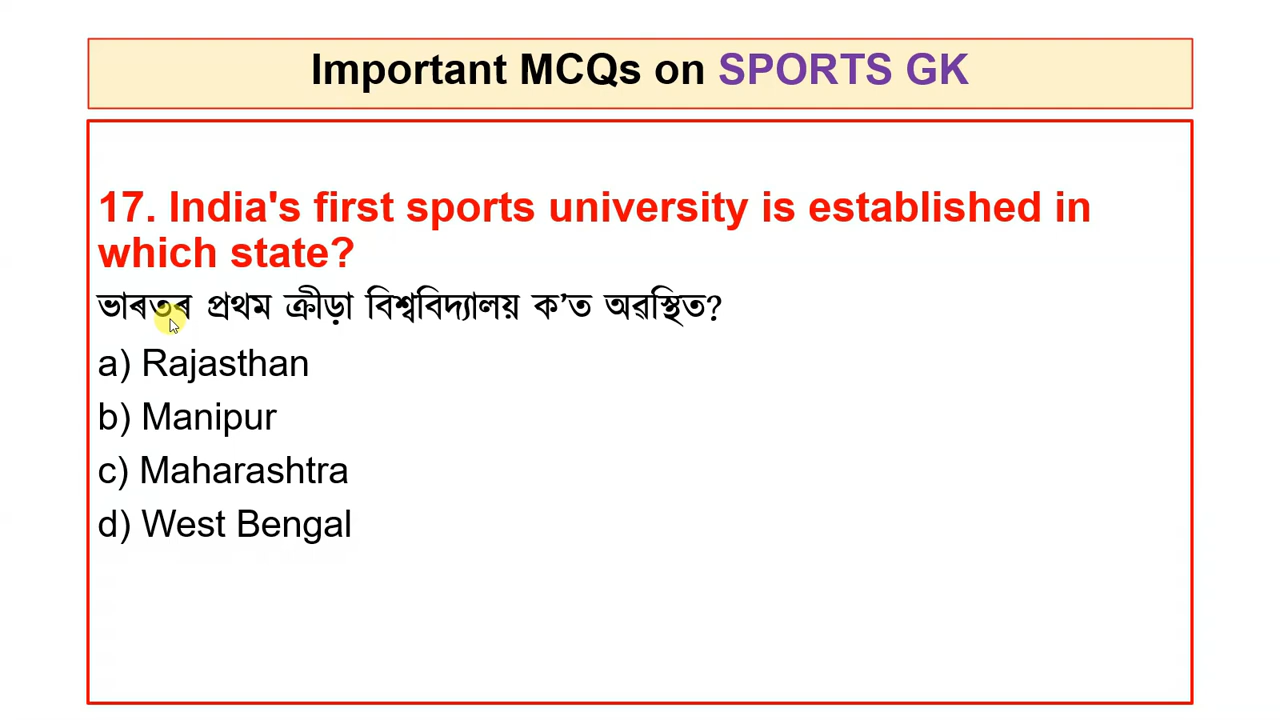 Important MCQs on SPORTS GK
17. India's first sports university is established in
which state?
ভাৰতৰ প্ৰথম ক্ৰীড়া বিশ্ববিদ্যালয় ক’ত অৱস্থিত?
a) Rajasthan
b) Manipur
c) Maharashtra
d) West Bengal